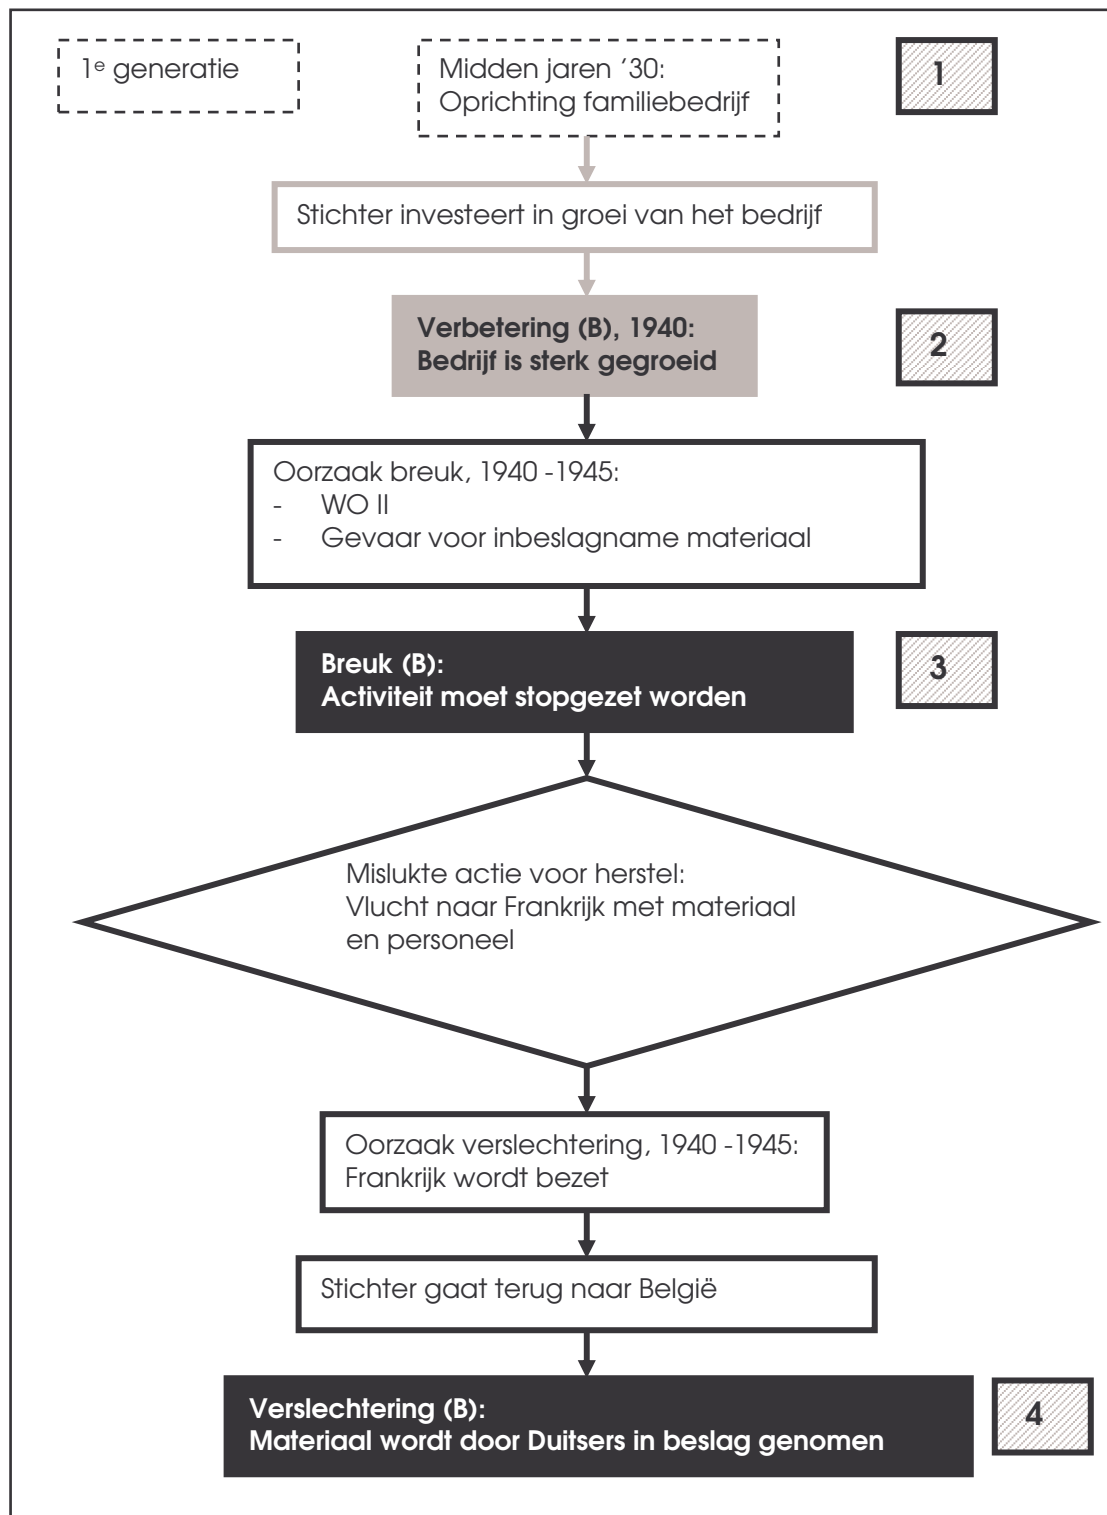 1e generatie
Midden jaren ’30:
Oprichting familiebedrijf
1
Stichter investeert in groei van het bedrijf
Verbetering (B), 1940:
Bedrijf is sterk gegroeid
2
Oorzaak breuk, 1940 -1945:
- WO II
- Gevaar voor inbeslagname materiaal
Breuk (B):
Activiteit moet stopgezet worden
3
Mislukte actie voor herstel:
Vlucht naar Frankrijk met materiaal
en personeel
Oorzaak verslechtering, 1940 -1945:
Frankrijk wordt bezet
Stichter gaat terug naar België
Verslechtering (B):
Materiaal wordt door Duitsers in beslag genomen
4